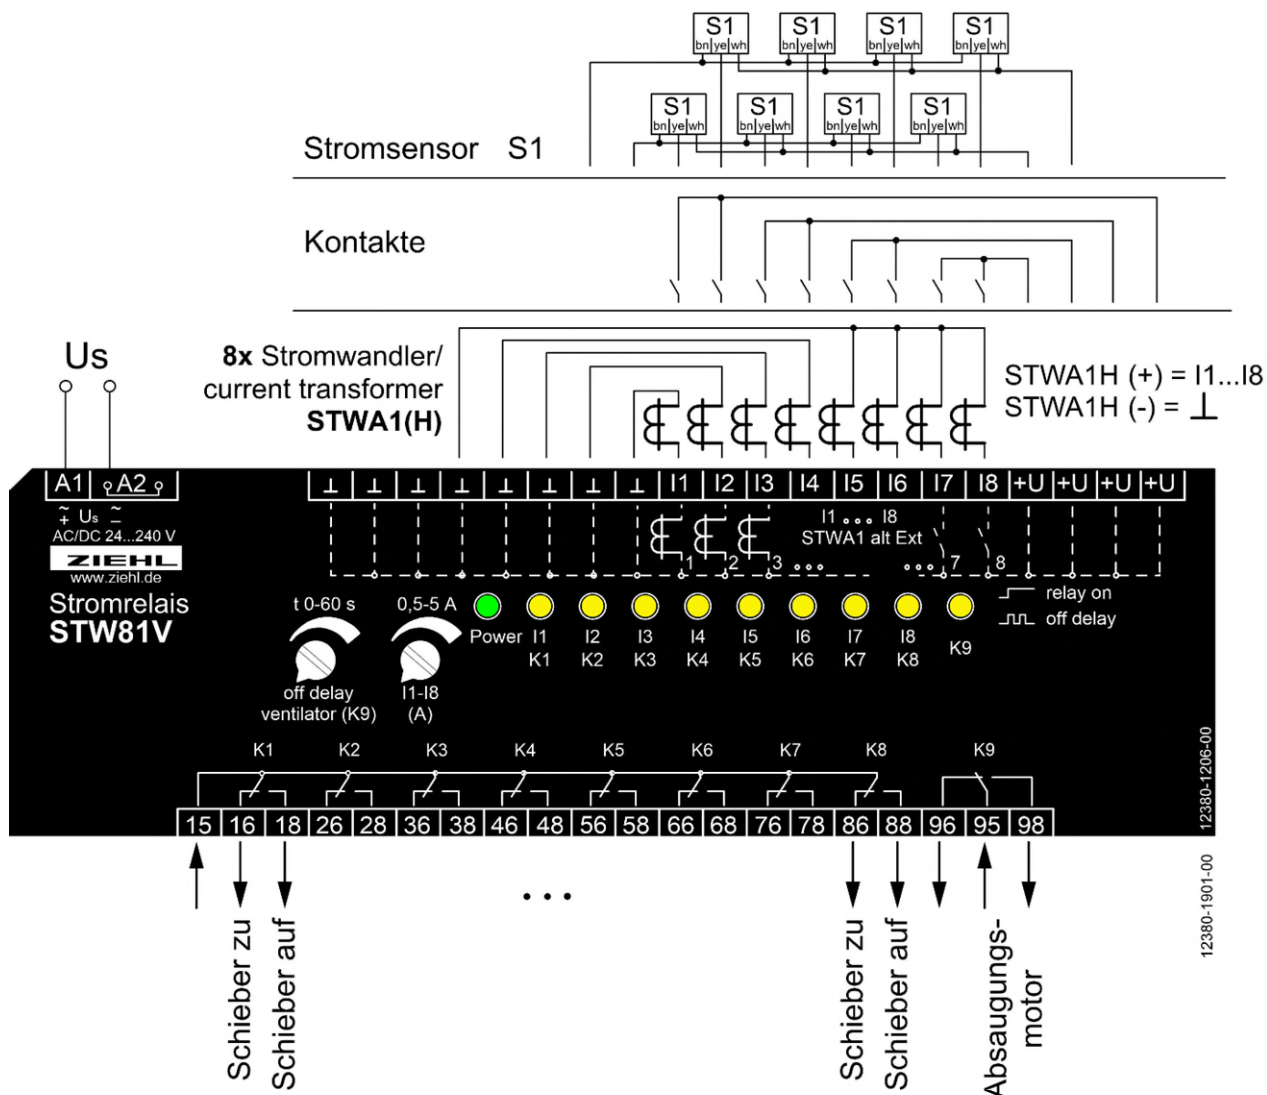 S1 S1 S1 S1
bn ye wh bn ye wh bn ye wh bn ye wh
S1 S1 S1 S1
bn ye wh bn ye wh bn ye wh bn ye wh
Stromsensor S1
Kontakte
Us
8x Stromwandler/
current transformer
STWA1(H)
STWA1H (+) = I1...I8
STWA1H (-) = ⊥
A1 A2 ⊥ ⊥ ⊥ ⊥ ⊥ ⊥ ⊥ ⊥ I1 I2 I3 I4 I5 I6 I7 I8 +U +U +U +U
~ Us ~
+ −
AC/DC 24...240 V
ZIEHL
www.ziehl.de
Stromrelais
STW81V
I1 ... I8
STWA1 alt Ext
1 2 3 ... ... 7 8
t 0-60 s
off delay
ventilator (K9)
0,5-5 A
I1-I8
(A)
Power I1 I2 I3 I4 I5 I6 I7 I8
K1 K2 K3 K4 K5 K6 K7 K8 K9
relay on
off delay
K1 K2 K3 K4 K5 K6 K7 K8 K9
15 16 18 26 28 36 38 46 48 56 58 66 68 76 78 86 88 96 95 98
12380-1206-00
12380-1901-00
...
Schieber zu
Schieber auf
Schieber zu
Schieber auf
Absaugungs-
motor